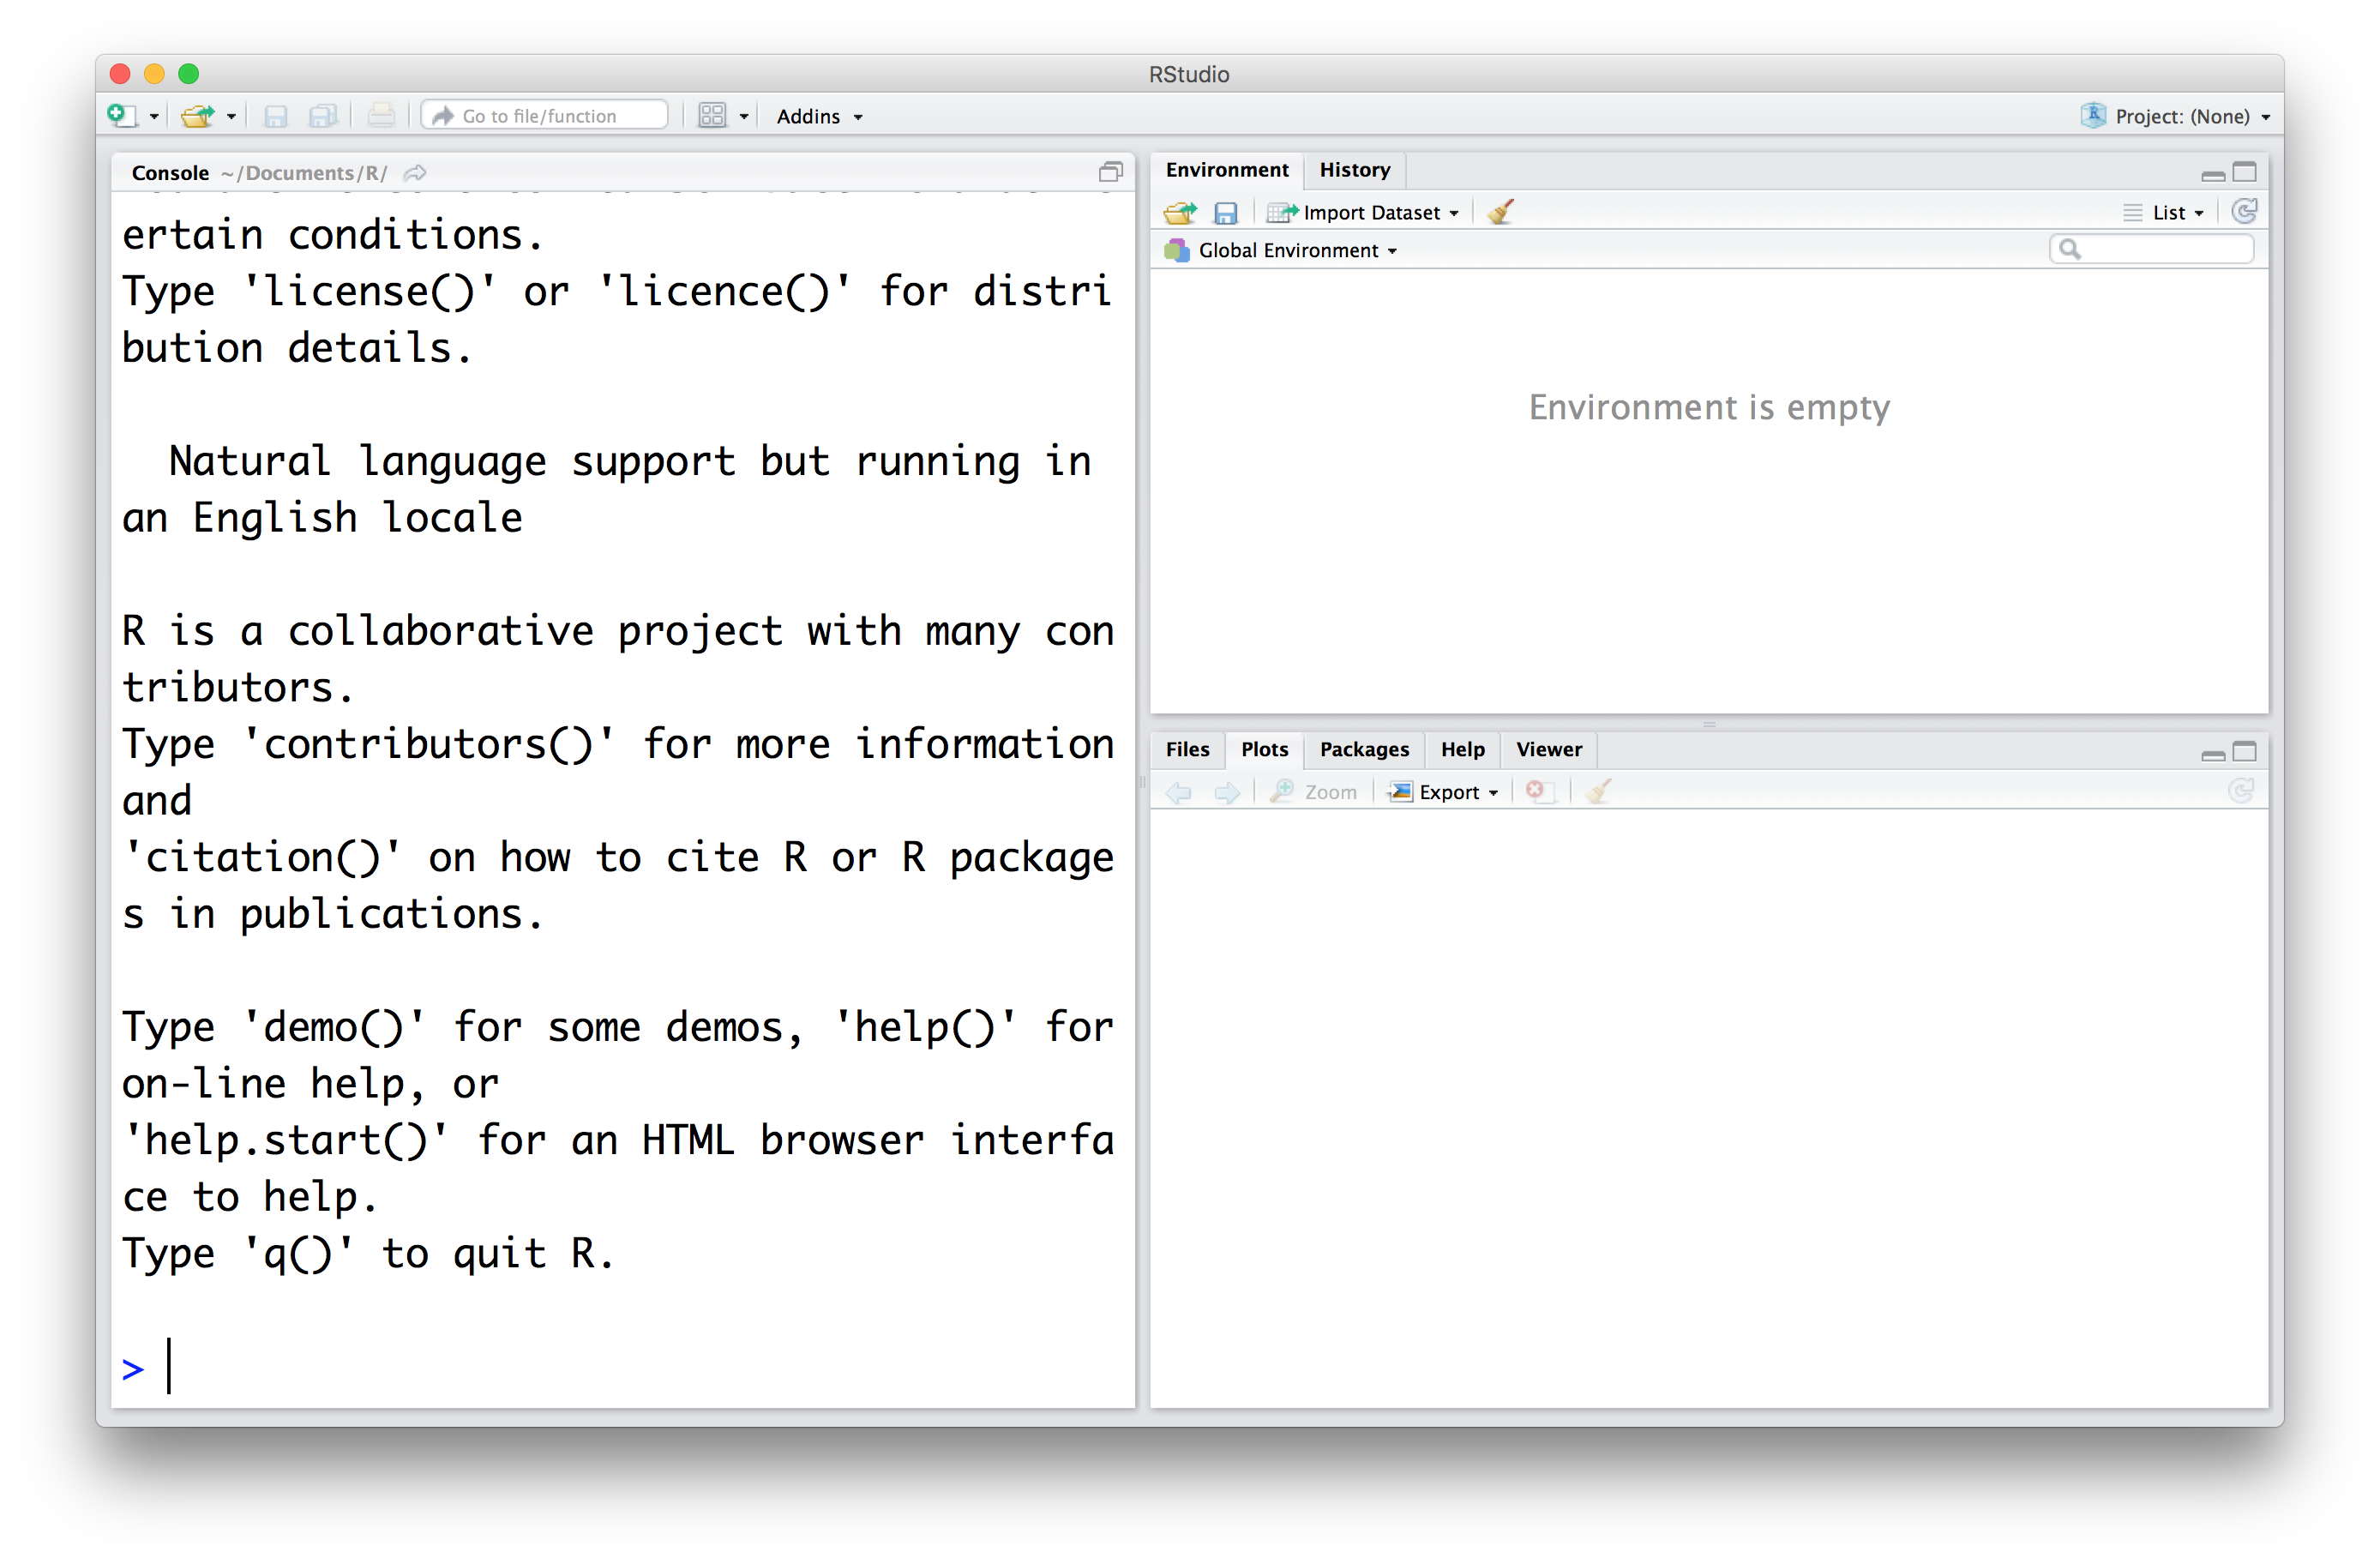 RStudio
Go to file/function
Addins
Project: (None)
Console ~/Documents/R/
ertain conditions.
Type 'license()' or 'licence()' for distri
bution details.
Natural language support but running in
an English locale
R is a collaborative project with many con
tributors.
Type 'contributors()' for more information
and
'citation()' on how to cite R or R package
s in publications.
Type 'demo()' for some demos, 'help()' for
on-line help, or
'help.start()' for an HTML browser interfa
ce to help.
Type 'q()' to quit R.
>
Environment History
Import Dataset List
Global Environment
Environment is empty
Files Plots Packages Help Viewer
Zoom Export